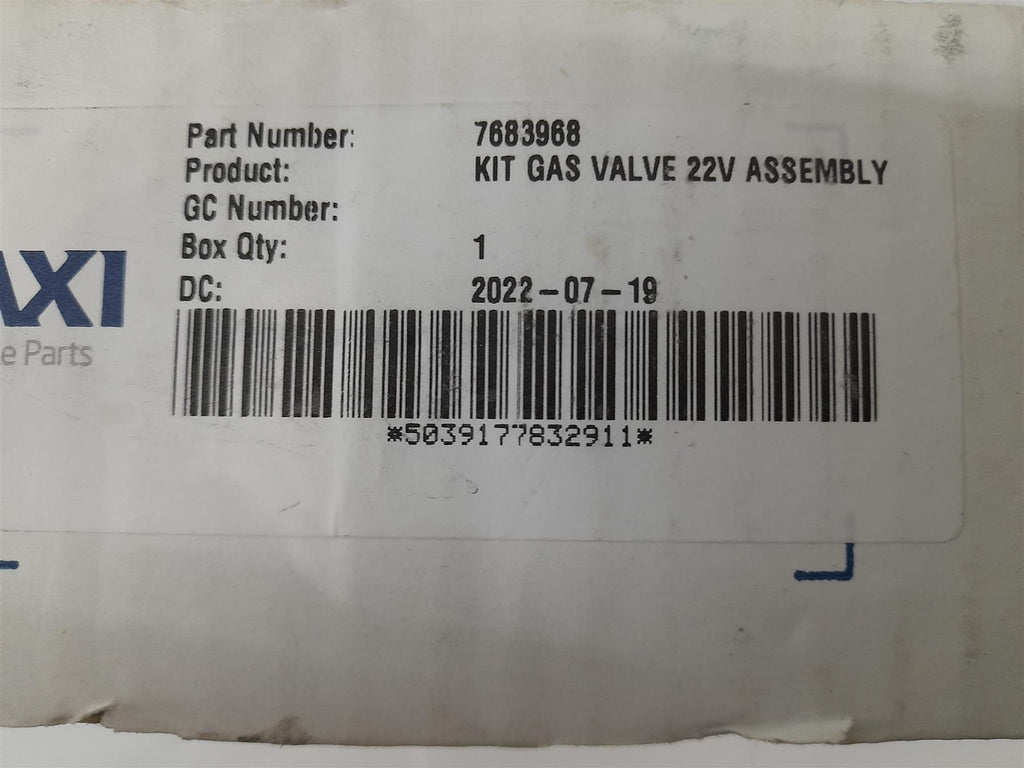 Part Number: 7683968
Product: KIT GAS VALVE 22V ASSEMBLY
GC Number:
Box Qty: 1
DC: 2022-07-19
AXI
e Parts
*5039177832911*